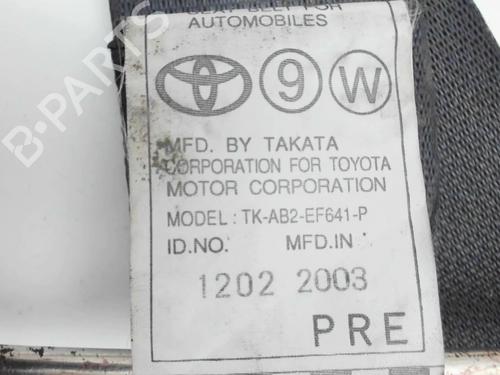 AUTOMOBILES
9 W
MFD. BY TAKATA
CORPORATION FOR TOYOTA
MOTOR CORPORATION
MODEL : TK-AB2-EF641-P
ID.NO. MFD.IN
1202 2003
PRE
B-PARTS